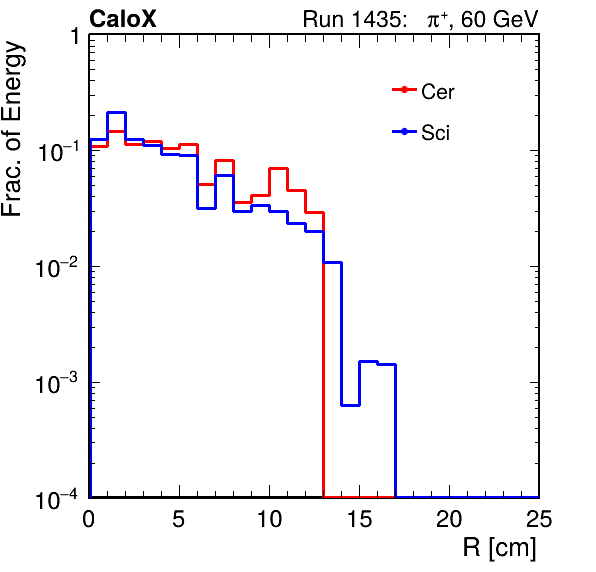 CaloX Run 1435: π⁺, 60 GeV
Frac. of Energy
Cer
Sci
1
10⁻¹
10⁻²
10⁻³
10⁻⁴
0 5 10 15 20 25
R [cm]